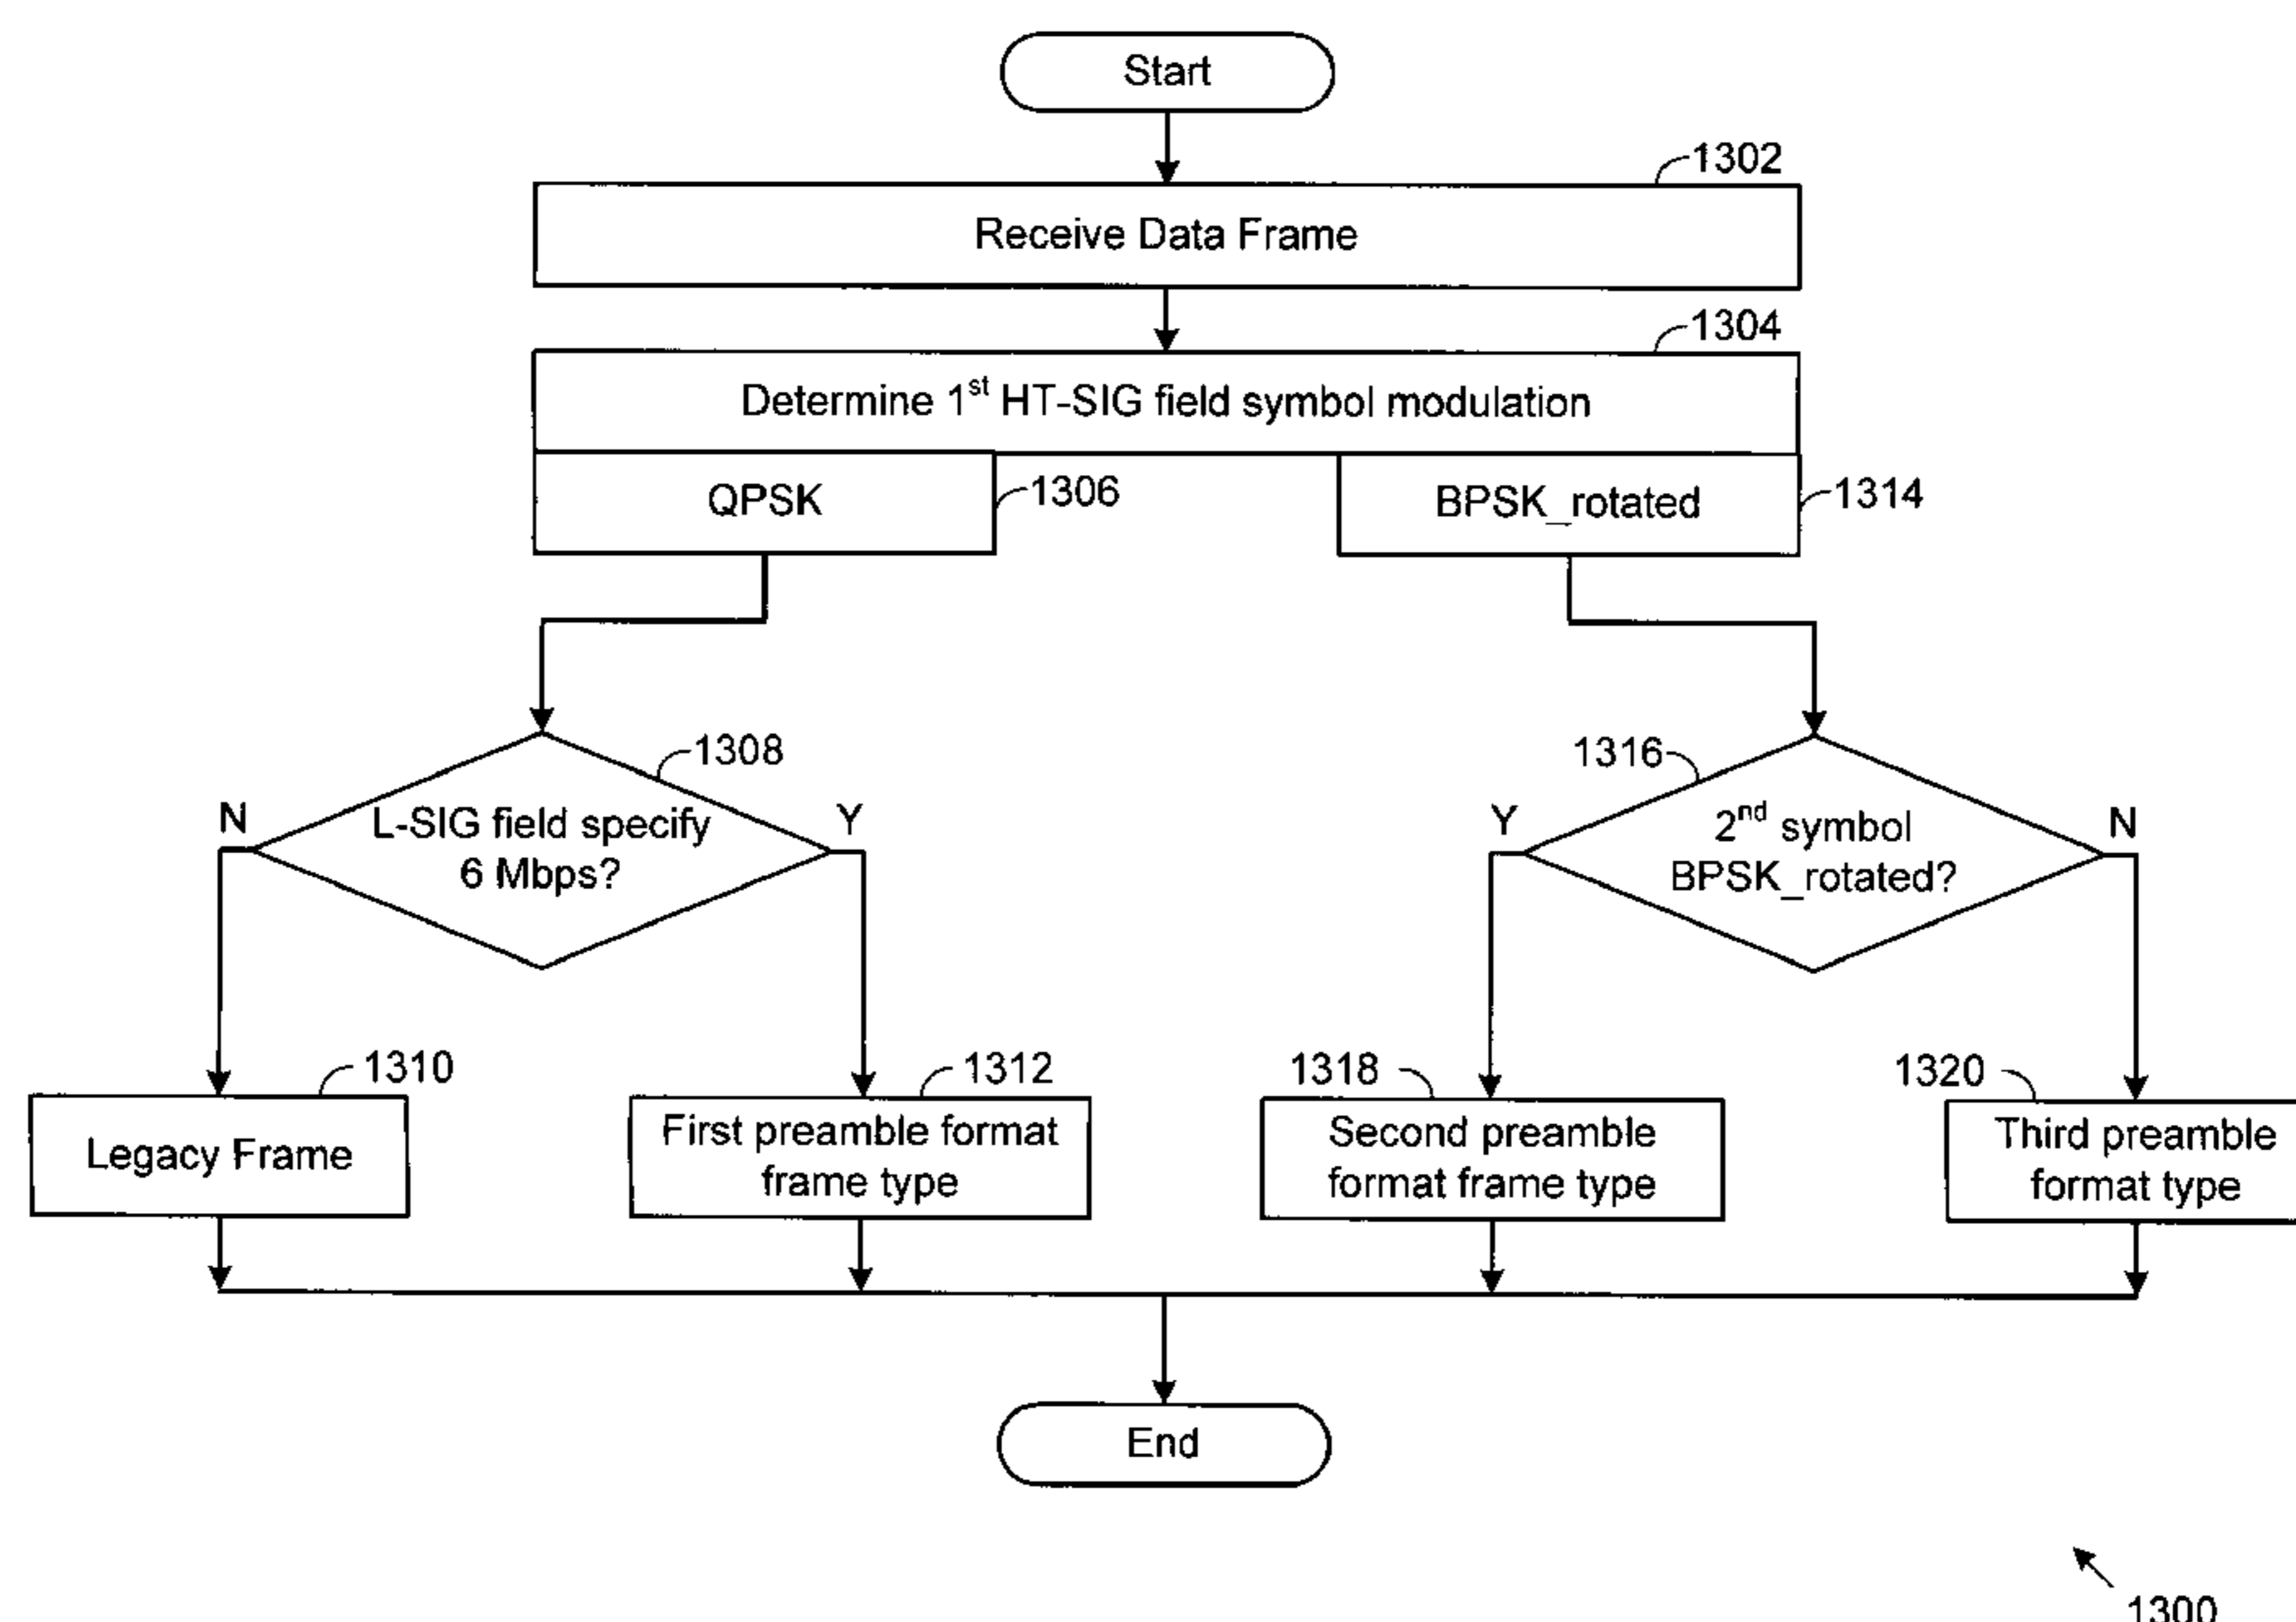 Start
1302
Receive Data Frame
1304
Determine 1st HT-SIG field symbol modulation
QPSK
1306
BPSK_rotated
1314
1308
N
L-SIG field specify
6 Mbps?
Y
1316
Y
2nd symbol
BPSK_rotated?
N
1310
Legacy Frame
1312
First preamble format
frame type
1318
Second preamble
format frame type
1320
Third preamble
format type
End
1300